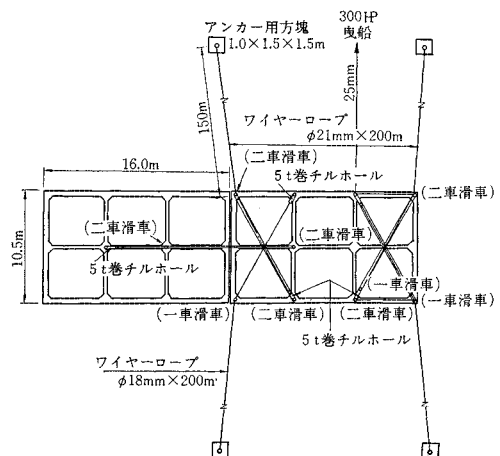 アンカー用方塊
1.0×1.5×1.5m
300HP
曳船
150m
25mm
ワイヤーロープ
φ21mm×200m
16.0m
(二車滑車)
5t巻チルホール
(二車滑車)
10.5m
(二車滑車)
(二車滑車)
5t巻チルホール
(一車滑車)
(一車滑車)
(一車滑車)
(二車滑車)
(二車滑車)
5t巻チルホール
ワイヤーロープ
φ18mm×200m